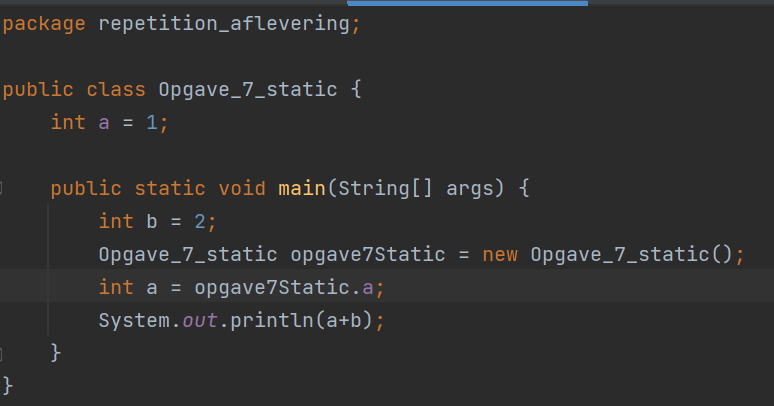 package repetition_aflevering;
public class Opgave_7_static {
int a = 1;
public static void main(String[] args) {
int b = 2;
Opgave_7_static opgave7Static = new Opgave_7_static();
int a = opgave7Static.a;
System.out.println(a+b);
}
}